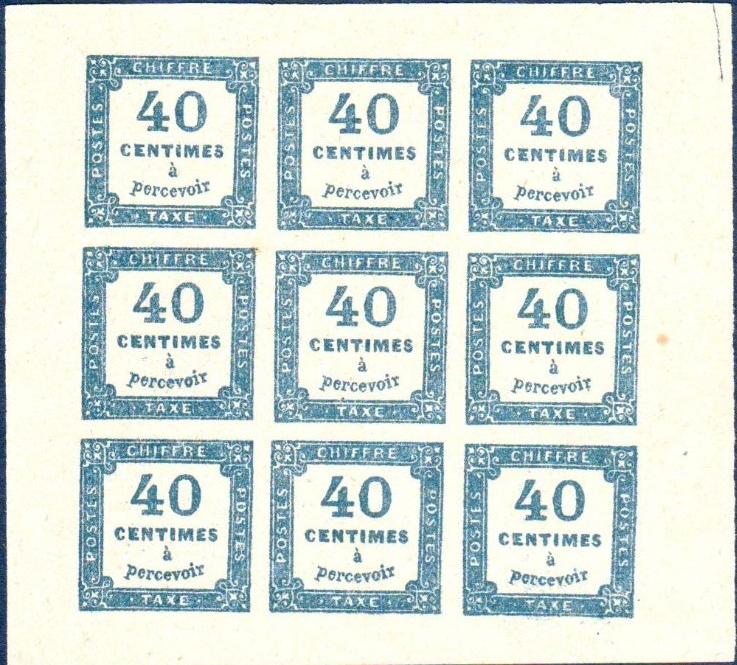 CHIFFRE CHIFFRE CHIFFRE
POSTES 40 POSTES POSTES 40 POSTES POSTES 40 POSTES
CENTIMES CENTIMES CENTIMES
à à à
percevoir percevoir percevoir
TAXE TAXE TAXE
CHIFFRE CHIFFRE CHIFFRE
POSTES 40 POSTES POSTES 40 POSTES POSTES 40 POSTES
CENTIMES CENTIMES CENTIMES
à à à
percevoir percevoir percevoir
TAXE TAXE TAXE
CHIFFRE CHIFFRE CHIFFRE
POSTES 40 POSTES POSTES 40 POSTES POSTES 40 POSTES
CENTIMES CENTIMES CENTIMES
à à à
percevoir percevoir percevoir
TAXE TAXE TAXE